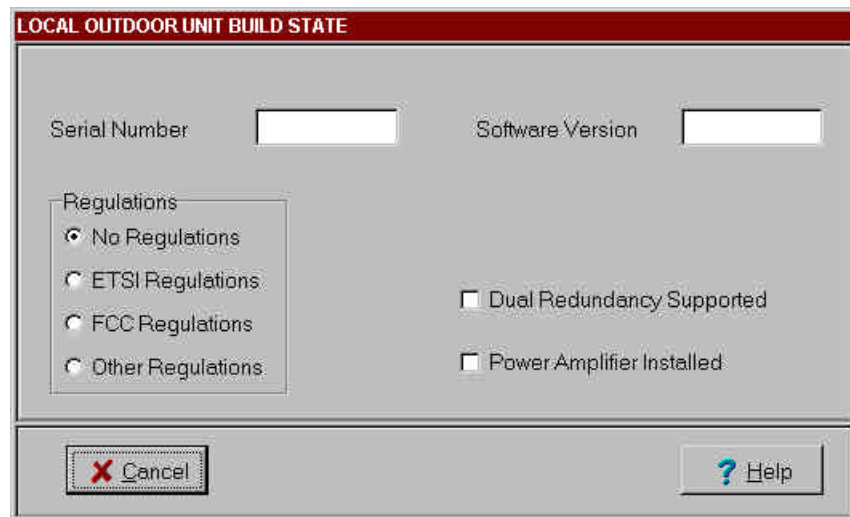 LOCAL OUTDOOR UNIT BUILD STATE
Serial Number
Software Version
Regulations
No Regulations
ETSI Regulations
FCC Regulations
Other Regulations
Dual Redundancy Supported
Power Amplifier Installed
Cancel
? Help